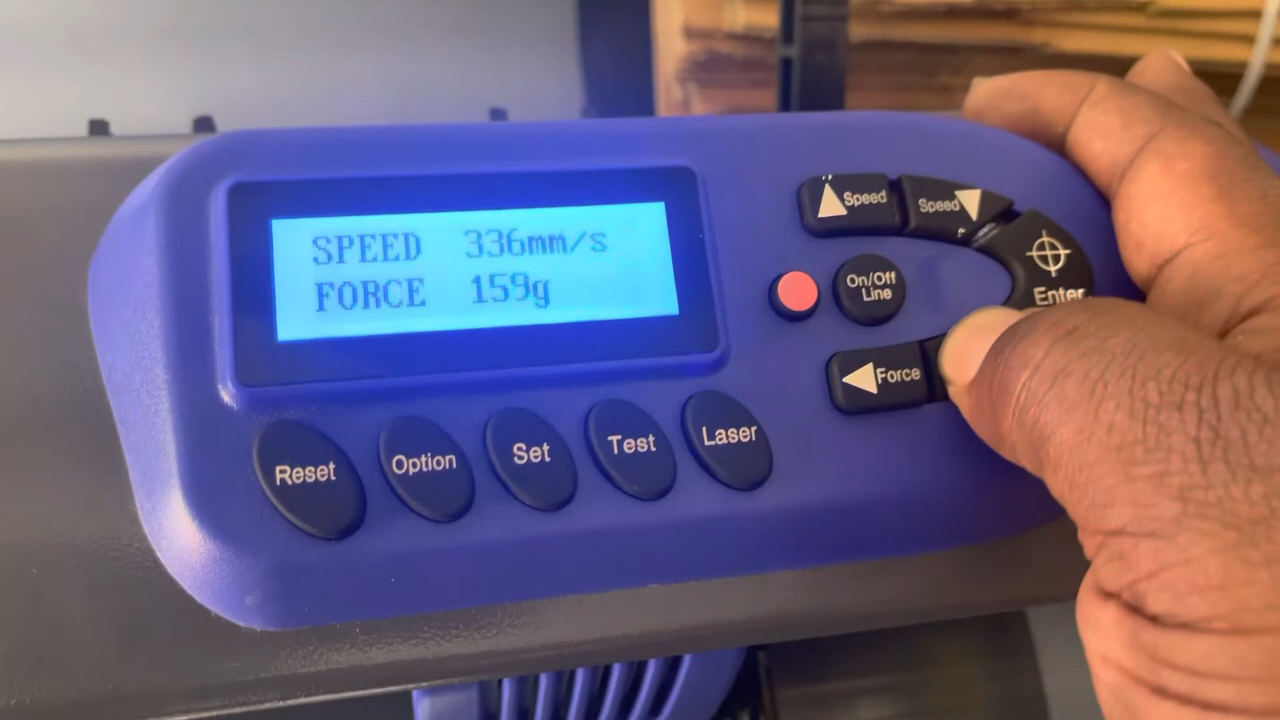 SPEED 336mm/s
FORCE 159g
Speed
Speed
On/Off
Line
Enter
Force
Reset
Option
Set
Test
Laser